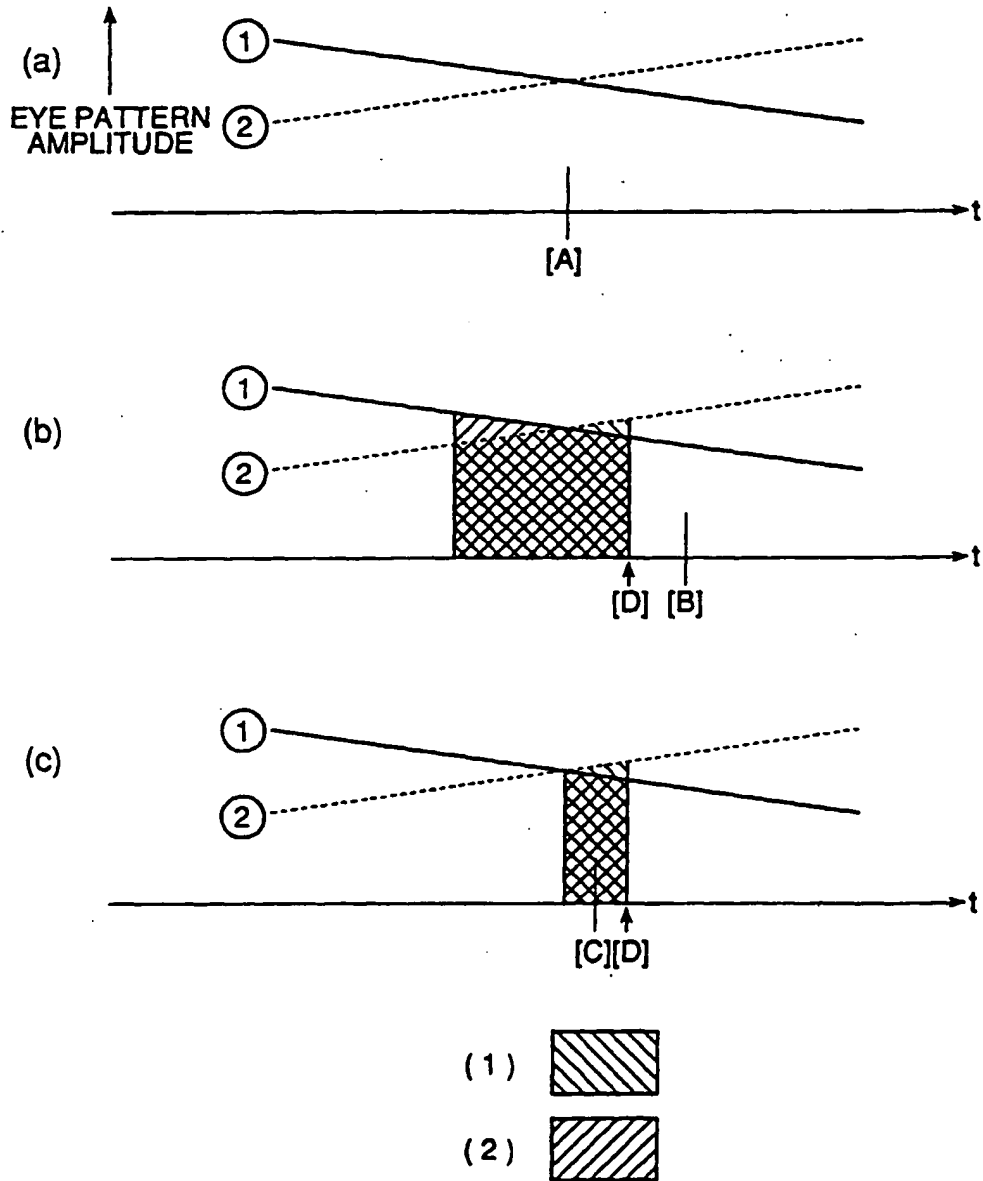 ①
(a)
EYE PATTERN
AMPLITUDE
②
t
[A]
①
(b)
②
t
[D] [B]
①
(c)
②
t
[C][D]
(1)
(2)